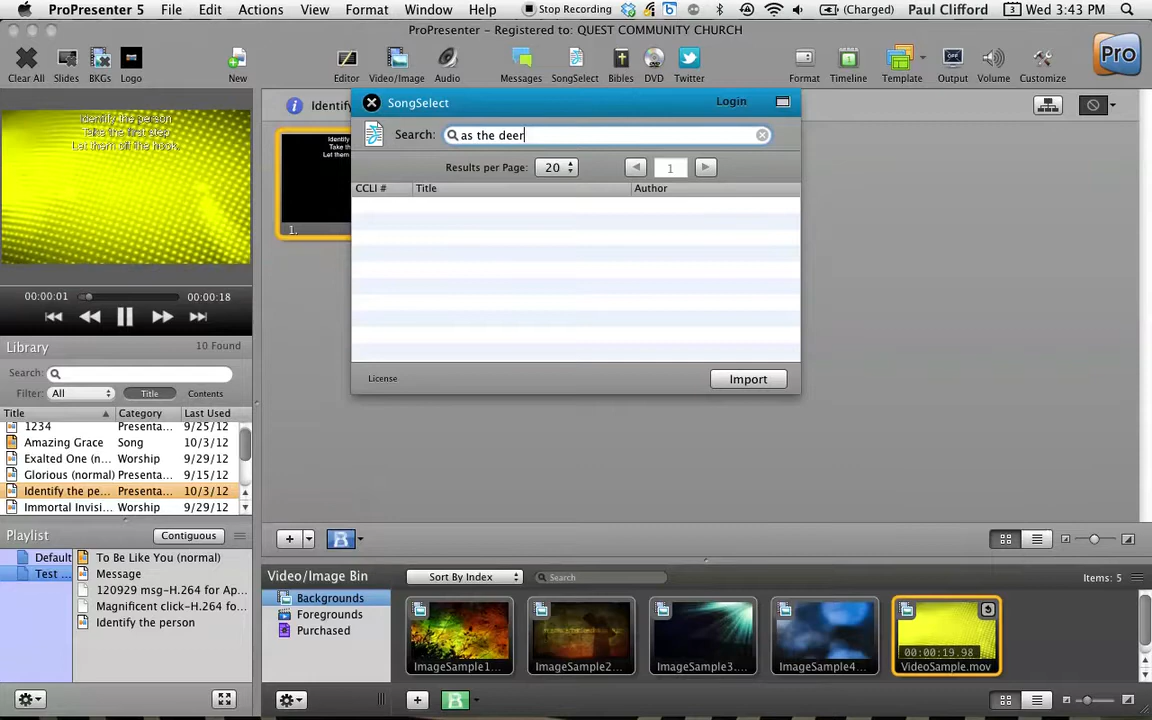 ProPresenter File Edit Actions View Format Window Help Stop Recording (Charged) Paul Clifford 3 Wed 3:43 PM
ProPresenter – Registered to: QUEST COMMUNITY CHURCH
Clear All Slides BKGs Logo New Editor Video/Image Audio Messages SongSelect Bibles DVD Twitter Format Timeline Template Output Volume Customize
Pro
Identify the person
Take the first step
Let them off the hook.
00:00:01 00:00:18
Library 10 Found
Search:
Filter: All Title Contents
Title Category Last Used
1234 Presenta... 9/25/12
Amazing Grace Song 10/3/12
Exalted One (n... Worship 9/29/12
Glorious (normal) Presenta... 9/15/12
Identify the pe... Presenta... 10/3/12
Immortal Invisi... Worship 9/29/12
Playlist Contiguous
Default
Test ...
To Be Like You (normal)
Message
120929 msg-H.264 for Ap...
Magnificent click-H.264 fo...
Identify the person
Identify
Identify
Take th
Let them off
1.
SongSelect Login
Search: as the deer
Results per Page: 20 1
CCLI # Title Author
License Import
B
Video/Image Bin Sort By Index Search Items: 5
Backgrounds
Foregrounds
Purchased
ImageSample1... ImageSample2... ImageSample3.... ImageSample4... 00:00:19.98
VideoSample.mov
B